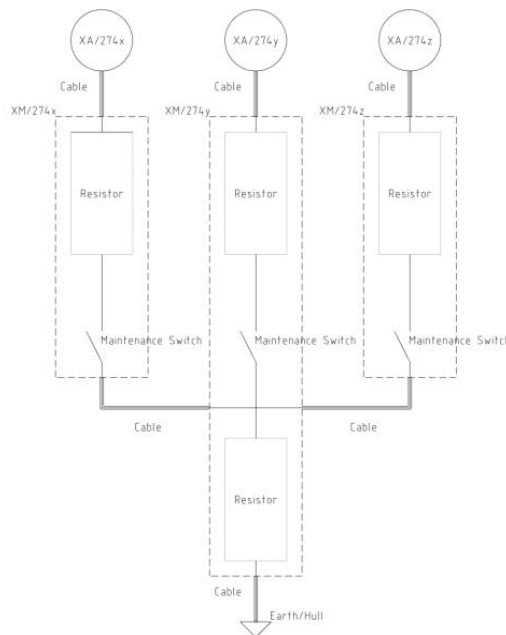 XA/274x XA/274y XA/274z
Cable Cable Cable
XM/274x XM/274y XM/274z
Resistor Resistor Resistor
Maintenance Switch Maintenance Switch Maintenance Switch
Cable Cable
Resistor
Cable
Earth/Hull